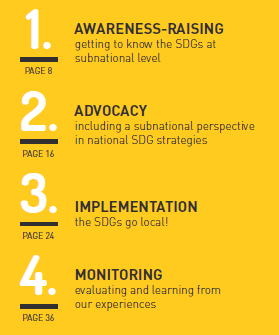 1.
AWARENESS-RAISING
getting to know the SDGs at
subnational level
PAGE 8
2.
ADVOCACY
including a subnational perspective
in national SDG strategies
PAGE 16
3.
IMPLEMENTATION
the SDGs go local!
PAGE 24
4.
MONITORING
evaluating and learning from
our experiences
PAGE 36